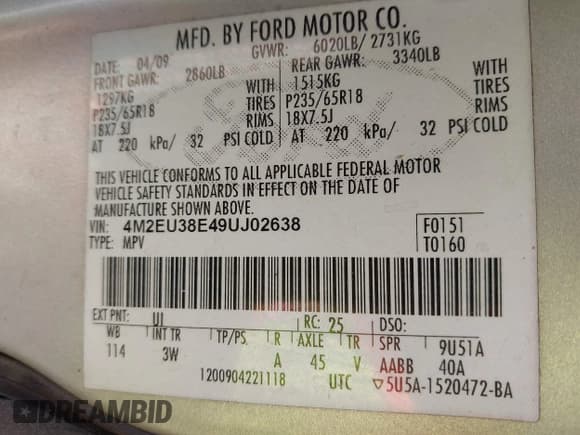 MFD. BY FORD MOTOR CO.
DATE: 04/09 GVWR: 6020LB/ 2731KG
FRONT GAWR: 2860LB REAR GAWR: 3340LB
1297KG 1515KG WITH
P235/65R18 TIRES P235/65R18 TIRES
18X7.5J RIMS 18X7.5J RIMS
AT 220 kPa/ 32 PSI COLD AT 220 kPa/ 32 PSI COLD
THIS VEHICLE CONFORMS TO ALL APPLICABLE FEDERAL MOTOR
VEHICLE SAFETY STANDARDS IN EFFECT ON THE DATE OF
MANUFACTURE SHOWN ABOVE.
VIN: 4M2EU38E49UJ02638 F0151
TYPE: MPV T0160
EXT PNT: UI RC: 25 DSO:
WB INT TR TP/PS R AXLE TR SPR 9U51A
114 3W A 45 V AABB 40A
1200904221118 UTC ▽5U5A-1520472-BA
DREAMBID